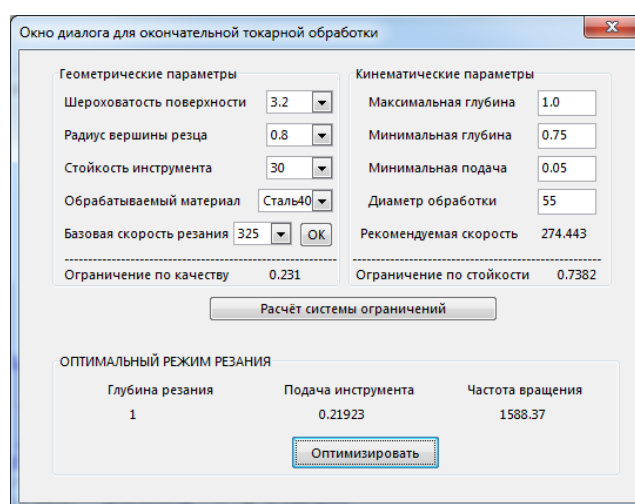 Окно диалога для окончательной токарной обработки
Геометрические параметры
Шероховатость поверхности 3.2
Радиус вершины резца 0.8
Стойкость инструмента 30
Обрабатываемый материал Сталь40
Базовая скорость резания 325 OK
Ограничение по качеству 0.231
Кинематические параметры
Максимальная глубина 1.0
Минимальная глубина 0.75
Минимальная подача 0.05
Диаметр обработки 55
Рекомендуемая скорость 274.443
Ограничение по стойкости 0.7382
Расчёт системы ограничений
ОПТИМАЛЬНЫЙ РЕЖИМ РЕЗАНИЯ
Глубина резания Подача инструмента Частота вращения
1 0.21923 1588.37
Оптимизировать